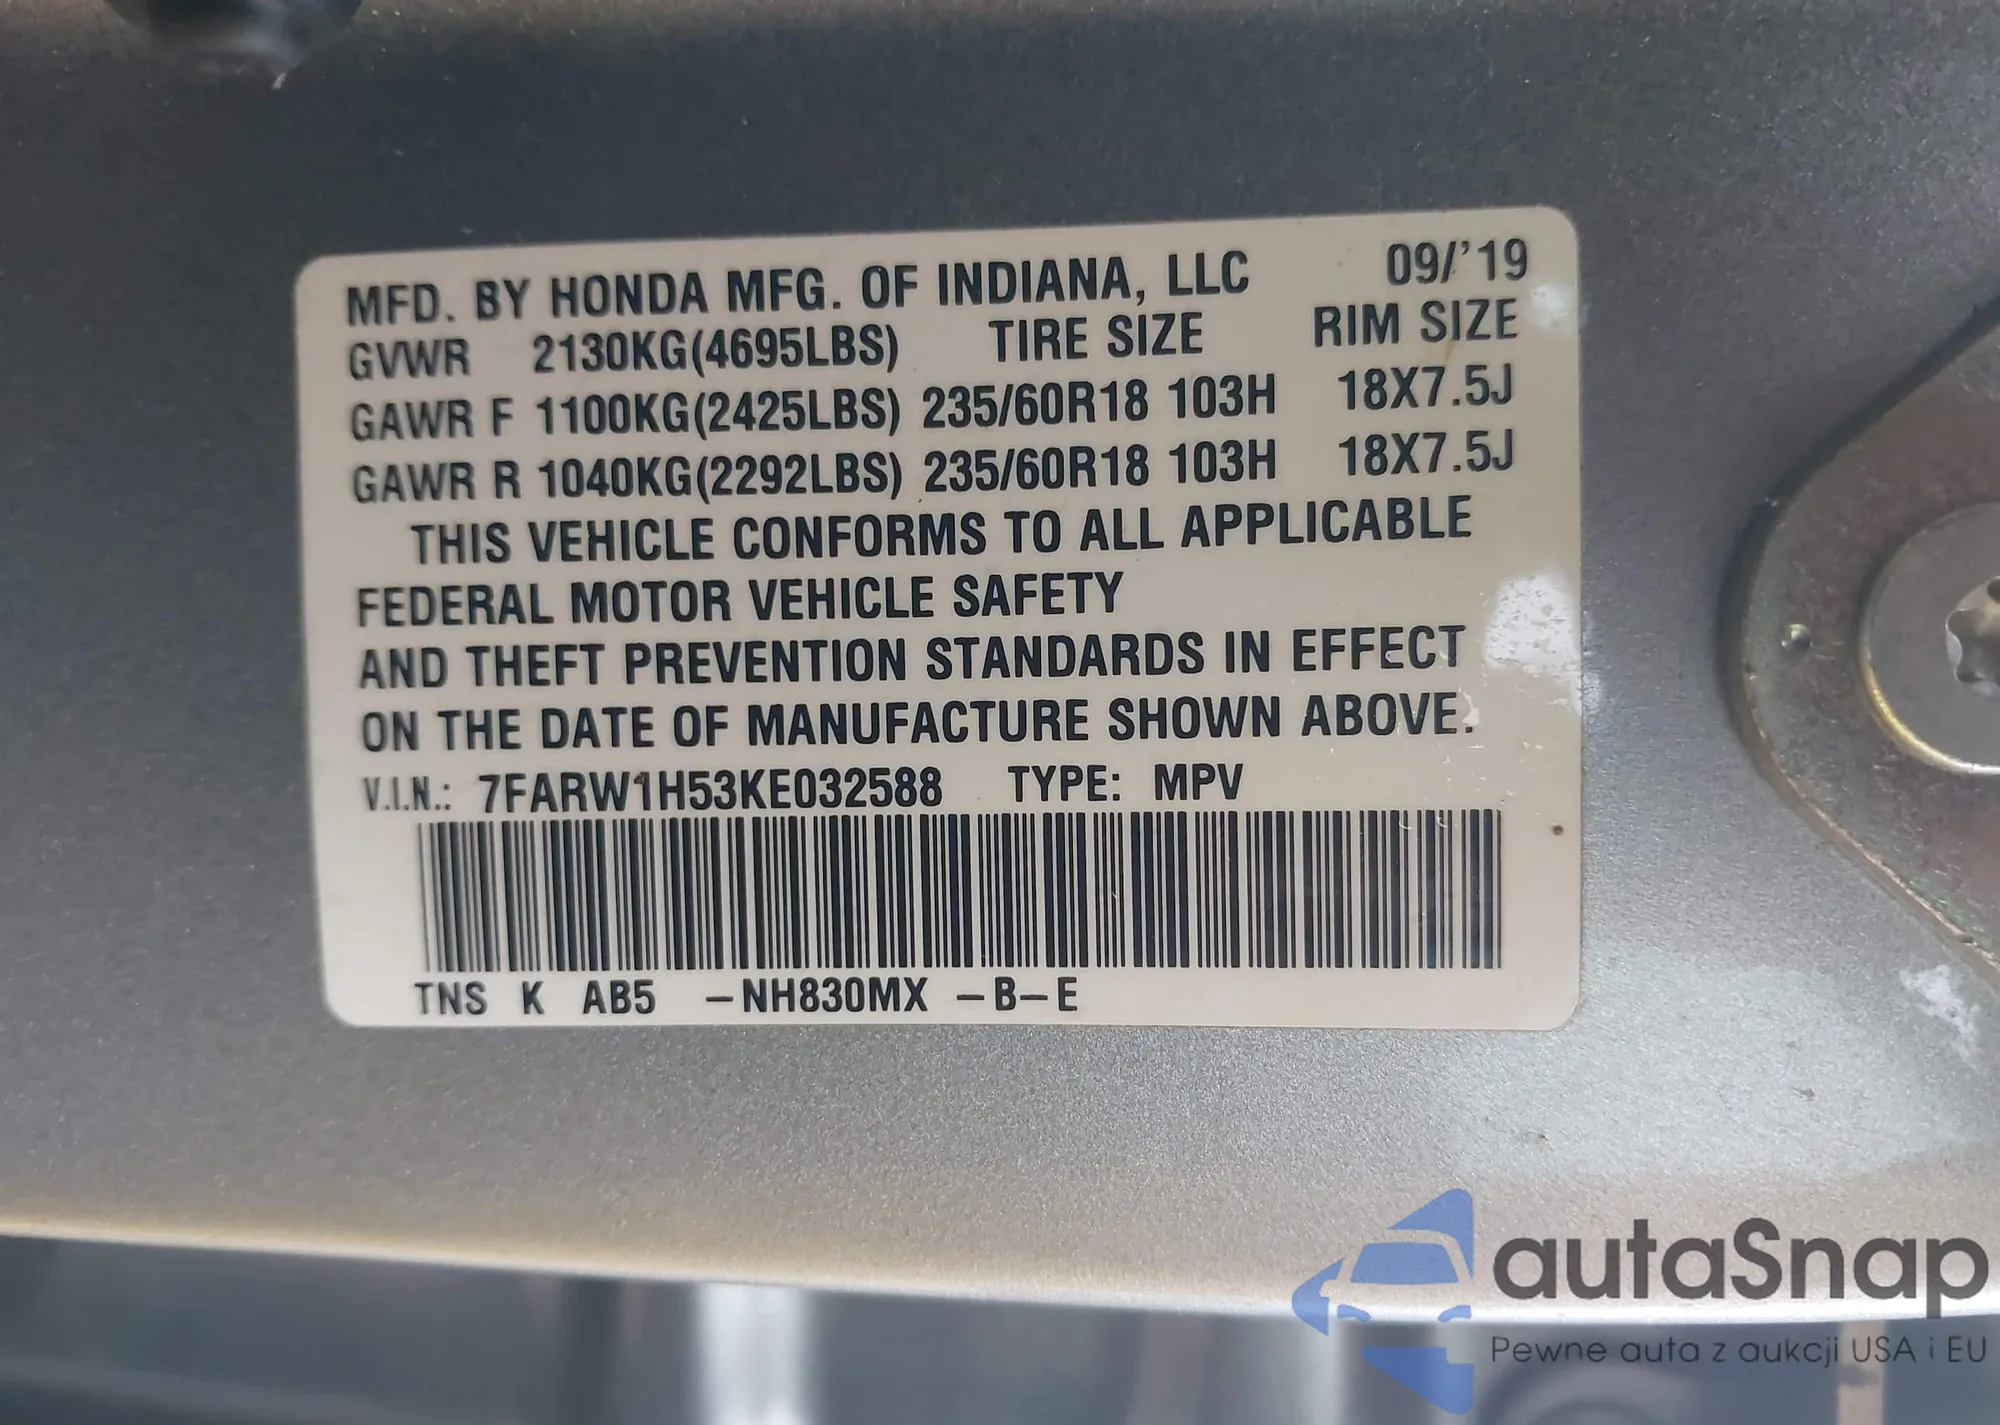 MFD. BY HONDA MFG. OF INDIANA, LLC 09/'19
GVWR 2130KG(4695LBS) TIRE SIZE RIM SIZE
GAWR F 1100KG(2425LBS) 235/60R18 103H 18X7.5J
GAWR R 1040KG(2292LBS) 235/60R18 103H 18X7.5J
THIS VEHICLE CONFORMS TO ALL APPLICABLE
FEDERAL MOTOR VEHICLE SAFETY
AND THEFT PREVENTION STANDARDS IN EFFECT
ON THE DATE OF MANUFACTURE SHOWN ABOVE.
V.I.N.: 7FARW1H53KE032588 TYPE: MPV
TNS K AB5 -NH830MX -B-E
autaSnap
Pewne auta z aukcji USA i EU